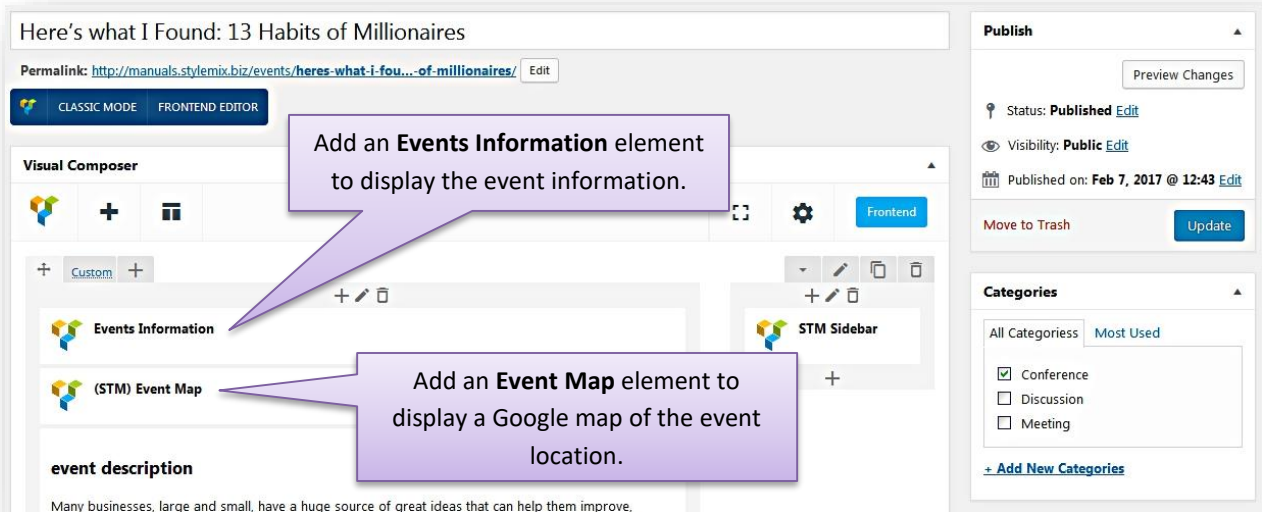 Here's what I Found: 13 Habits of Millionaires
Permalink: http://manuals.stylemix.biz/events/heres-what-i-fou...-of-millionaires/ Edit
CLASSIC MODE FRONTEND EDITOR
Add an Events Information element
to display the event information.
Visual Composer
Frontend
Custom
Events Information
STM Sidebar
(STM) Event Map
Add an Event Map element to
display a Google map of the event
location.
event description
Many businesses, large and small, have a huge source of great ideas that can help them improve,
Publish
Preview Changes
Status: Published Edit
Visibility: Public Edit
Published on: Feb 7, 2017 @ 12:43 Edit
Move to Trash Update
Categories
All Categoriess Most Used
Conference
Discussion
Meeting
+ Add New Categories